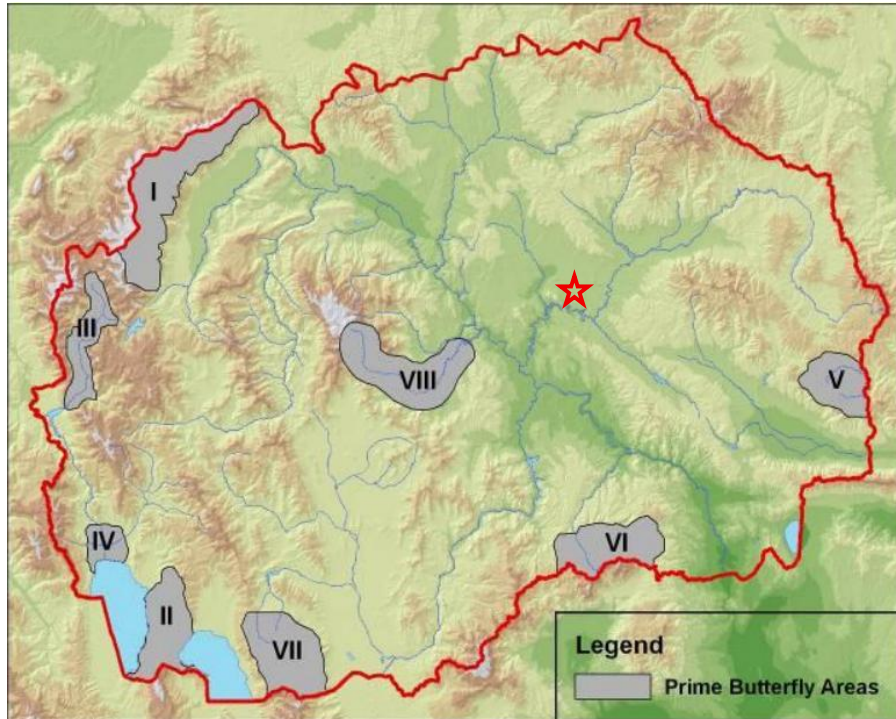 I
III
VIII
V
IV
VI
II
VII
Legend
Prime Butterfly Areas